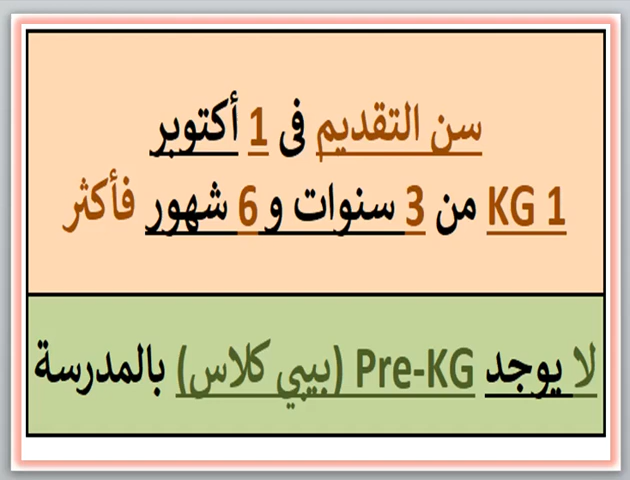 سن التقديم فى 1 أكتوبر
KG 1 من 3 سنوات و 6 شهور فأكثر
لا يوجد Pre-KG (بيبي كلاس) بالمدرسة